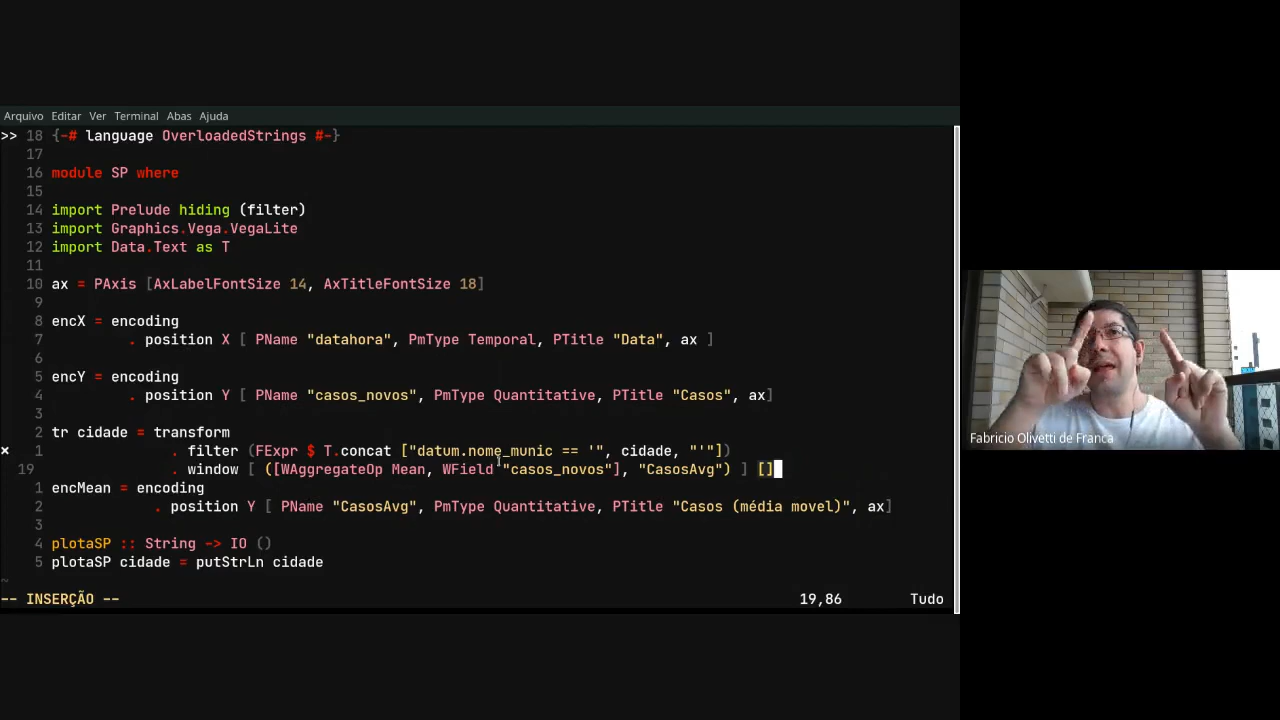 Arquivo Editar Ver Terminal Abas Ajuda
>> 18 {-# language OverloadedStrings #-}
17
16 module SP where
15
14 import Prelude hiding (filter)
13 import Graphics.Vega.VegaLite
12 import Data.Text as T
11
10 ax = PAxis [AxLabelFontSize 14, AxTitleFontSize 18]
9
8 encX = encoding
7 . position X [ PName "datahora", PmType Temporal, PTitle "Data", ax ]
6
5 encY = encoding
4 . position Y [ PName "casos_novos", PmType Quantitative, PTitle "Casos", ax]
3
2 tr cidade = transform
× 1 . filter (FExpr $ T.concat ["datum.nome_munic == '", cidade, "'"])
19 . window [ ([WAggregateOp Mean, WField "casos_novos"], "CasosAvg") ] []
1 encMean = encoding
2 . position Y [ PName "CasosAvg", PmType Quantitative, PTitle "Casos (média movel)", ax]
3
4 plotaSP :: String -> IO ()
5 plotaSP cidade = putStrLn cidade
~
-- INSERÇÃO -- 19,86 Tudo
Fabricio Olivetti de Franca